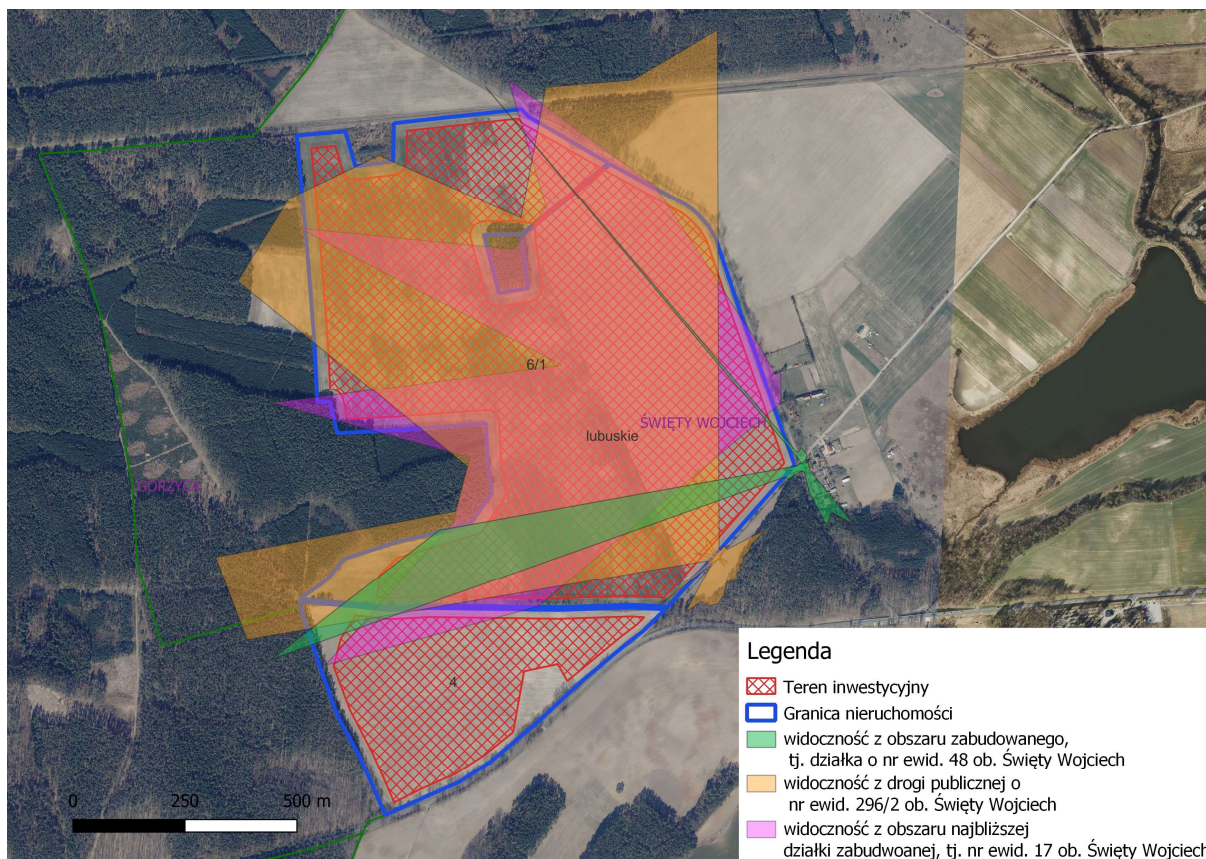 6/1
ŚWIĘTY WOJCIECH
lubuskie
GORZYCA
4
Legenda
Teren inwestycyjny
Granica nieruchomości
widoczność z obszaru zabudowanego,
tj. działka o nr ewid. 48 ob. Święty Wojciech
widoczność z drogi publicznej o
nr ewid. 296/2 ob. Święty Wojciech
widoczność z obszaru najbliższej
działki zabudwoanej, tj. nr ewid. 17 ob. Święty Wojciech
0 250 500 m